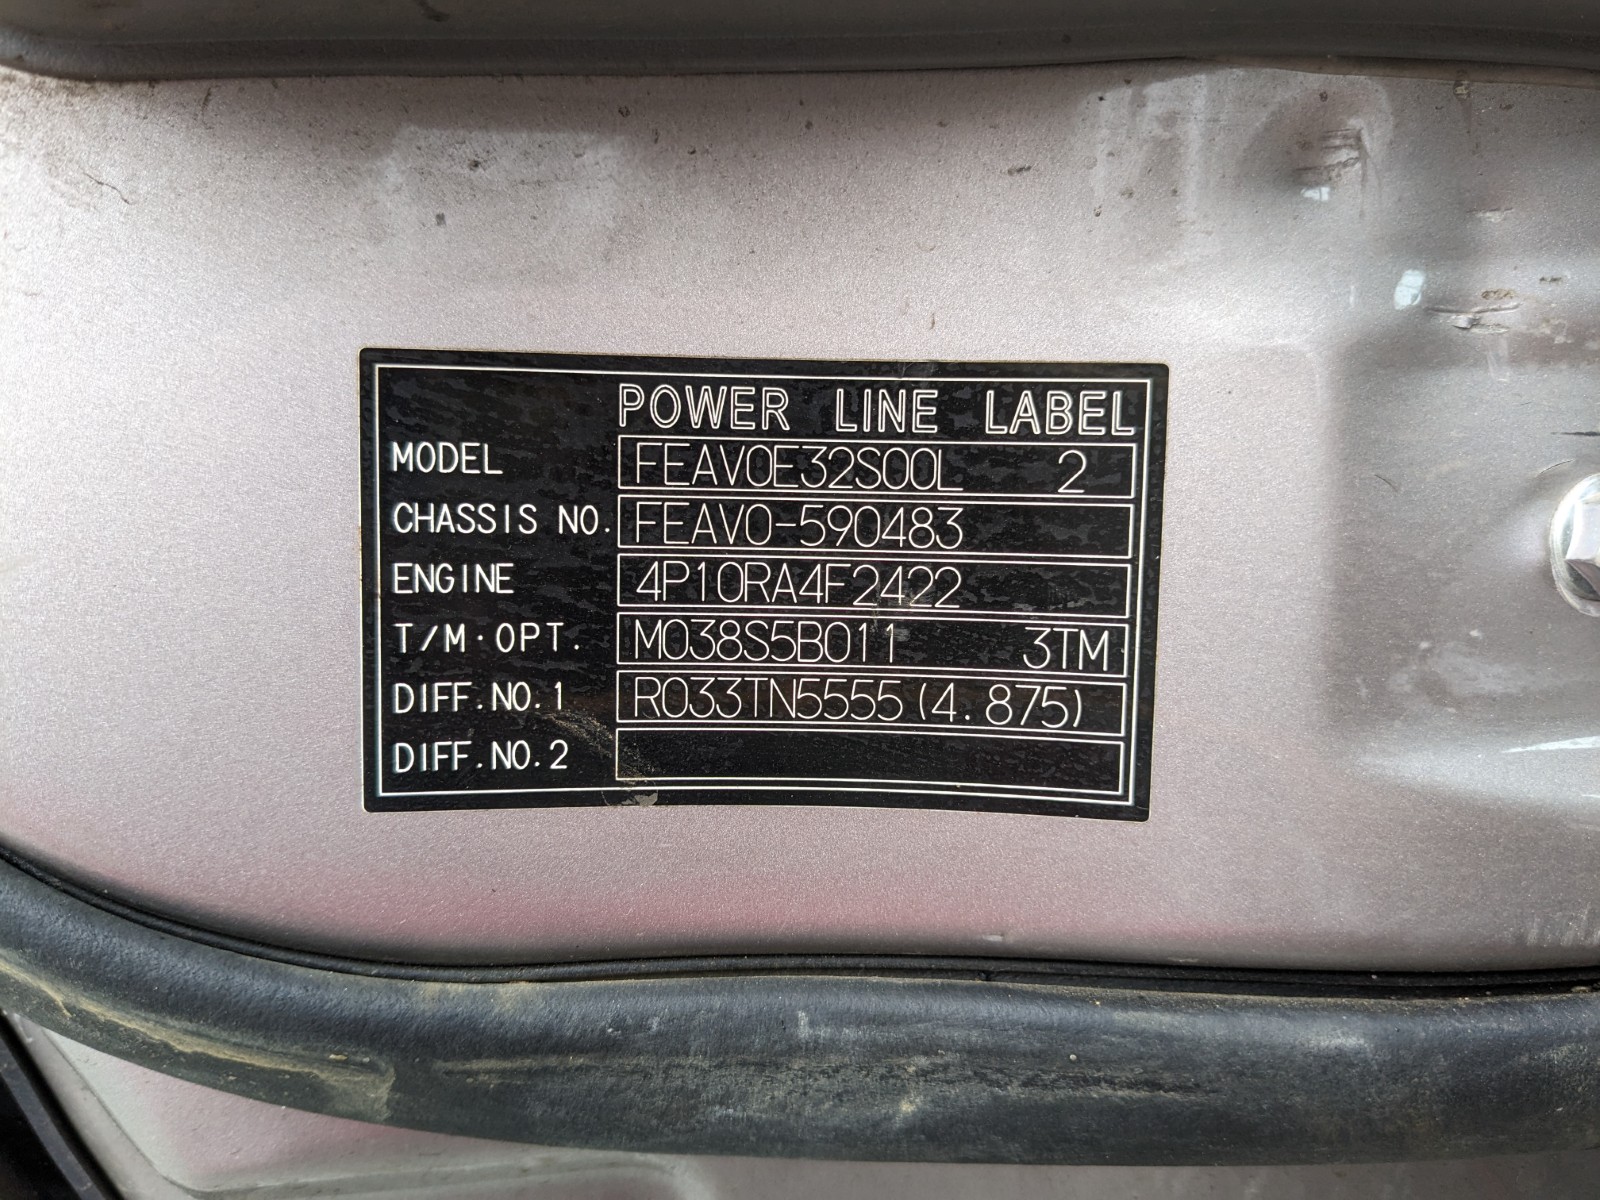 POWER LINE LABEL
MODEL FEAV0E32S00L 2
CHASSIS NO. FEAV0-590483
ENGINE 4P10RA4F2422
T/M·OPT. M038S5B011 3TM
DIFF.NO.1 R033TN5555(4.875)
DIFF.NO.2